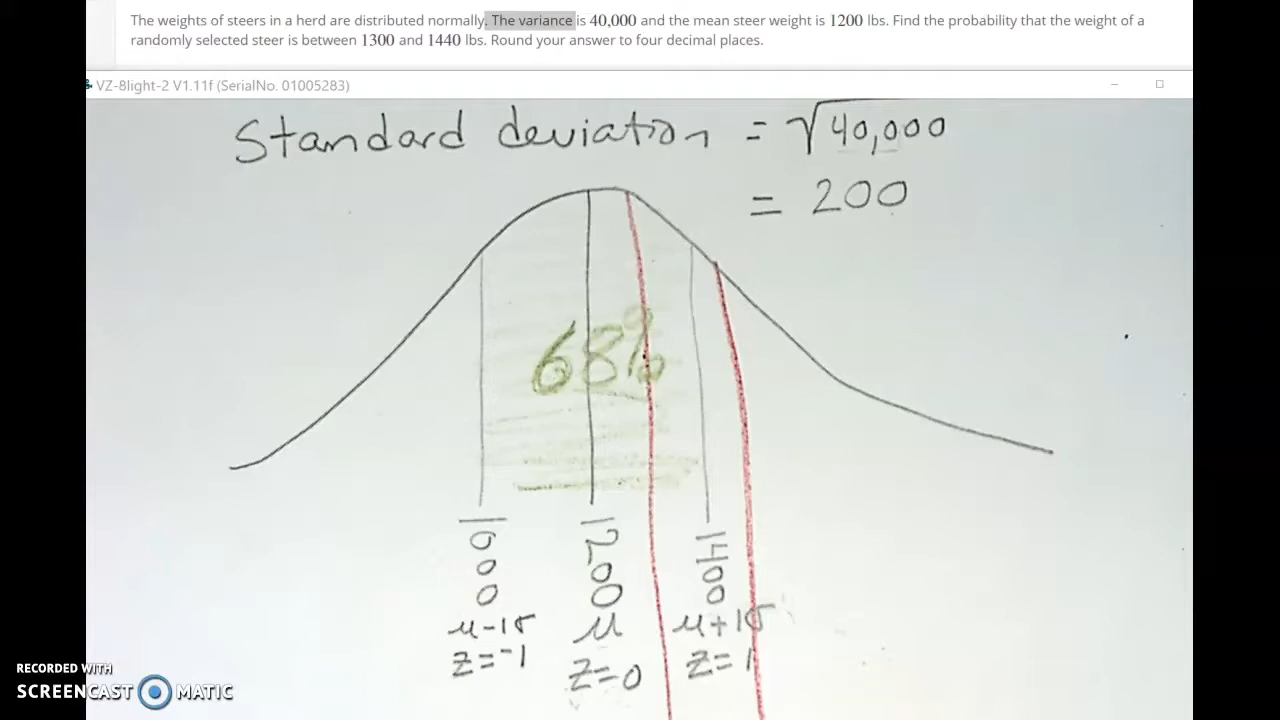 The weights of steers in a herd are distributed normally. The variance is 40,000 and the mean steer weight is 1200 lbs. Find the probability that the weight of a
randomly selected steer is between 1300 and 1440 lbs. Round your answer to four decimal places.
VZ-8light-2 V1.11f (SerialNo. 01005283)
Standard deviation = √40,000
= 200
68%
1000 1200 1400
μ-1σ μ μ+1σ
z=-1 z=0 z=1
RECORDED WITH
SCREENCAST MATIC